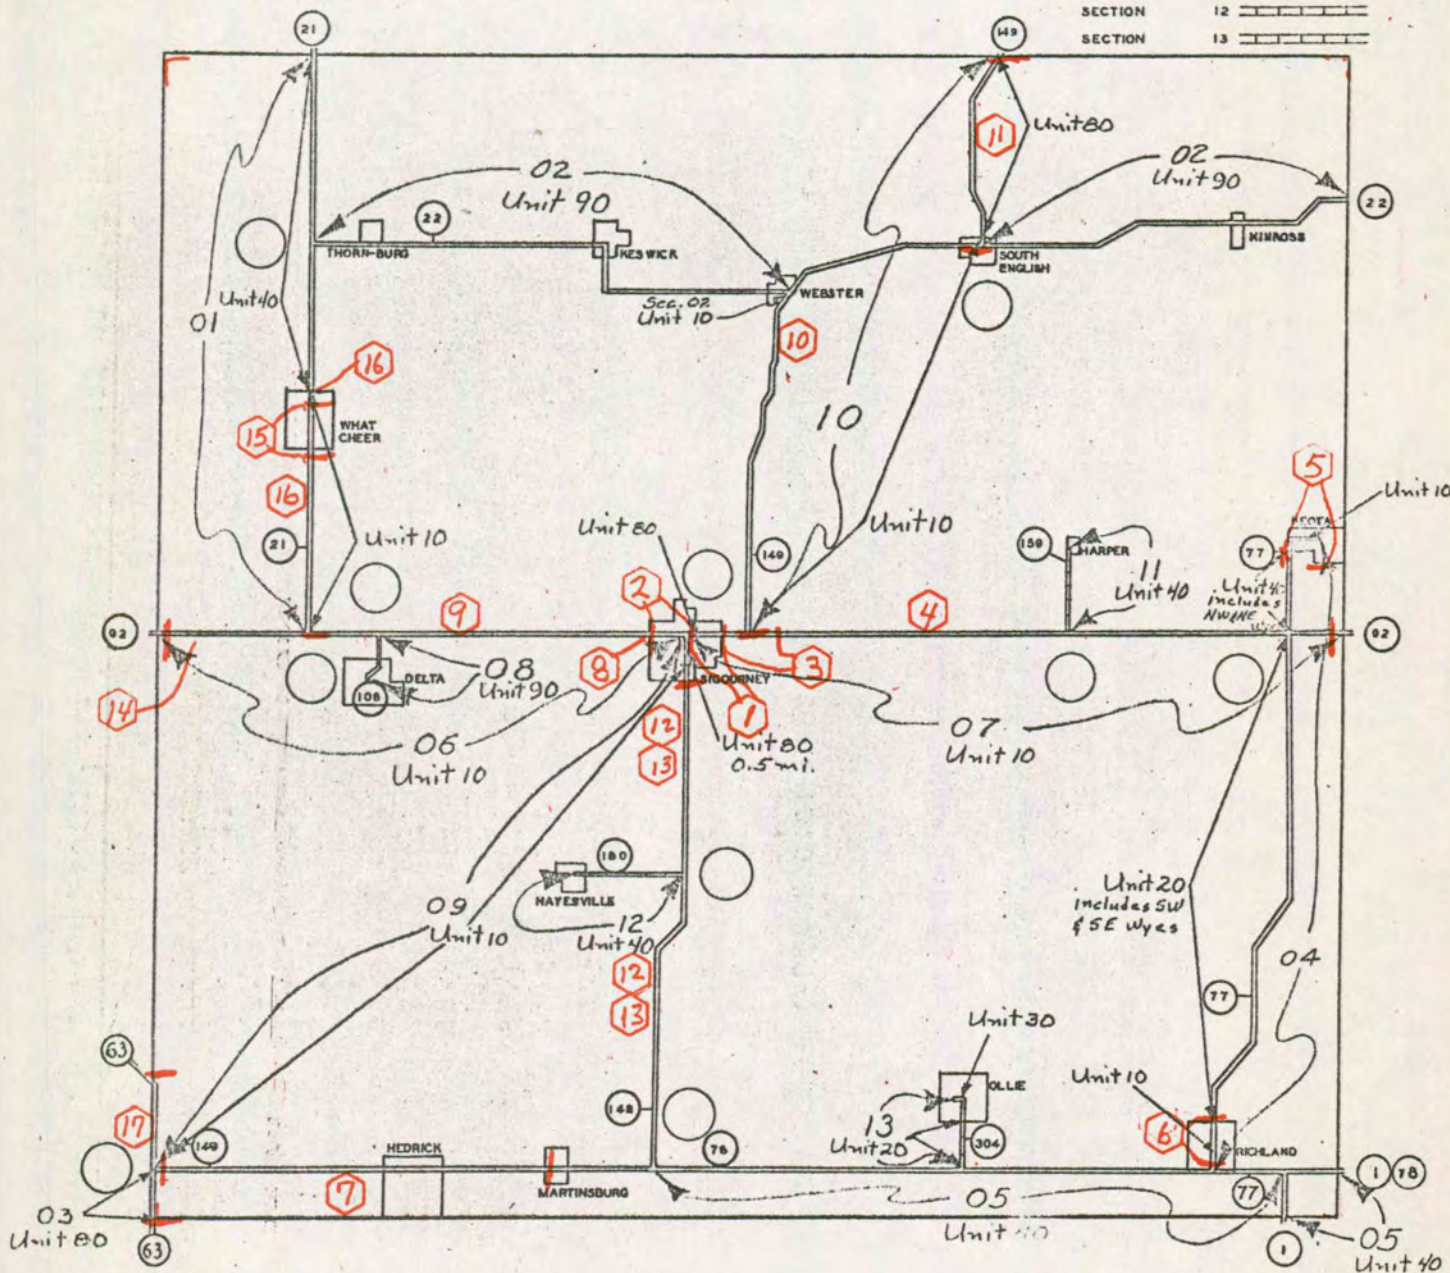 SECTION 12
SECTION 13
21
149
11
Unit 80
02
Unit 90
02
Unit 90
22
22
THORN-BURG
KESWICK
KINROSS
SOUTH
ENGLISH
WEBSTER
Unit 40
Sec. 02
Unit 10
01
10
16
10
WHAT
CHEER
15
5
Unit 10
16
Unit 80
Unit 10
21
Unit 10
149
159
HARPER
77
KEOTA
11
Unit 40
includes
2
9
4
92
92
8
3
08
Unit 90
DELTA
108
SIGOURNEY
1
14
06
Unit 10
12
13
Unit 80
0.5 mi.
07
Unit 10
180
HAYESVILLE
09
Unit 10
12
Unit 40
Unit 20
includes SW
& SE Wyes
04
12
13
77
Unit 30
63
OLLIE
Unit 10
17
149
HEDRICK
149
78
13
Unit 20
304
6
RICHLAND
7
MARTINSBURG
1
78
77
03
Unit 80
05
Unit 40
05
Unit 40
63
1